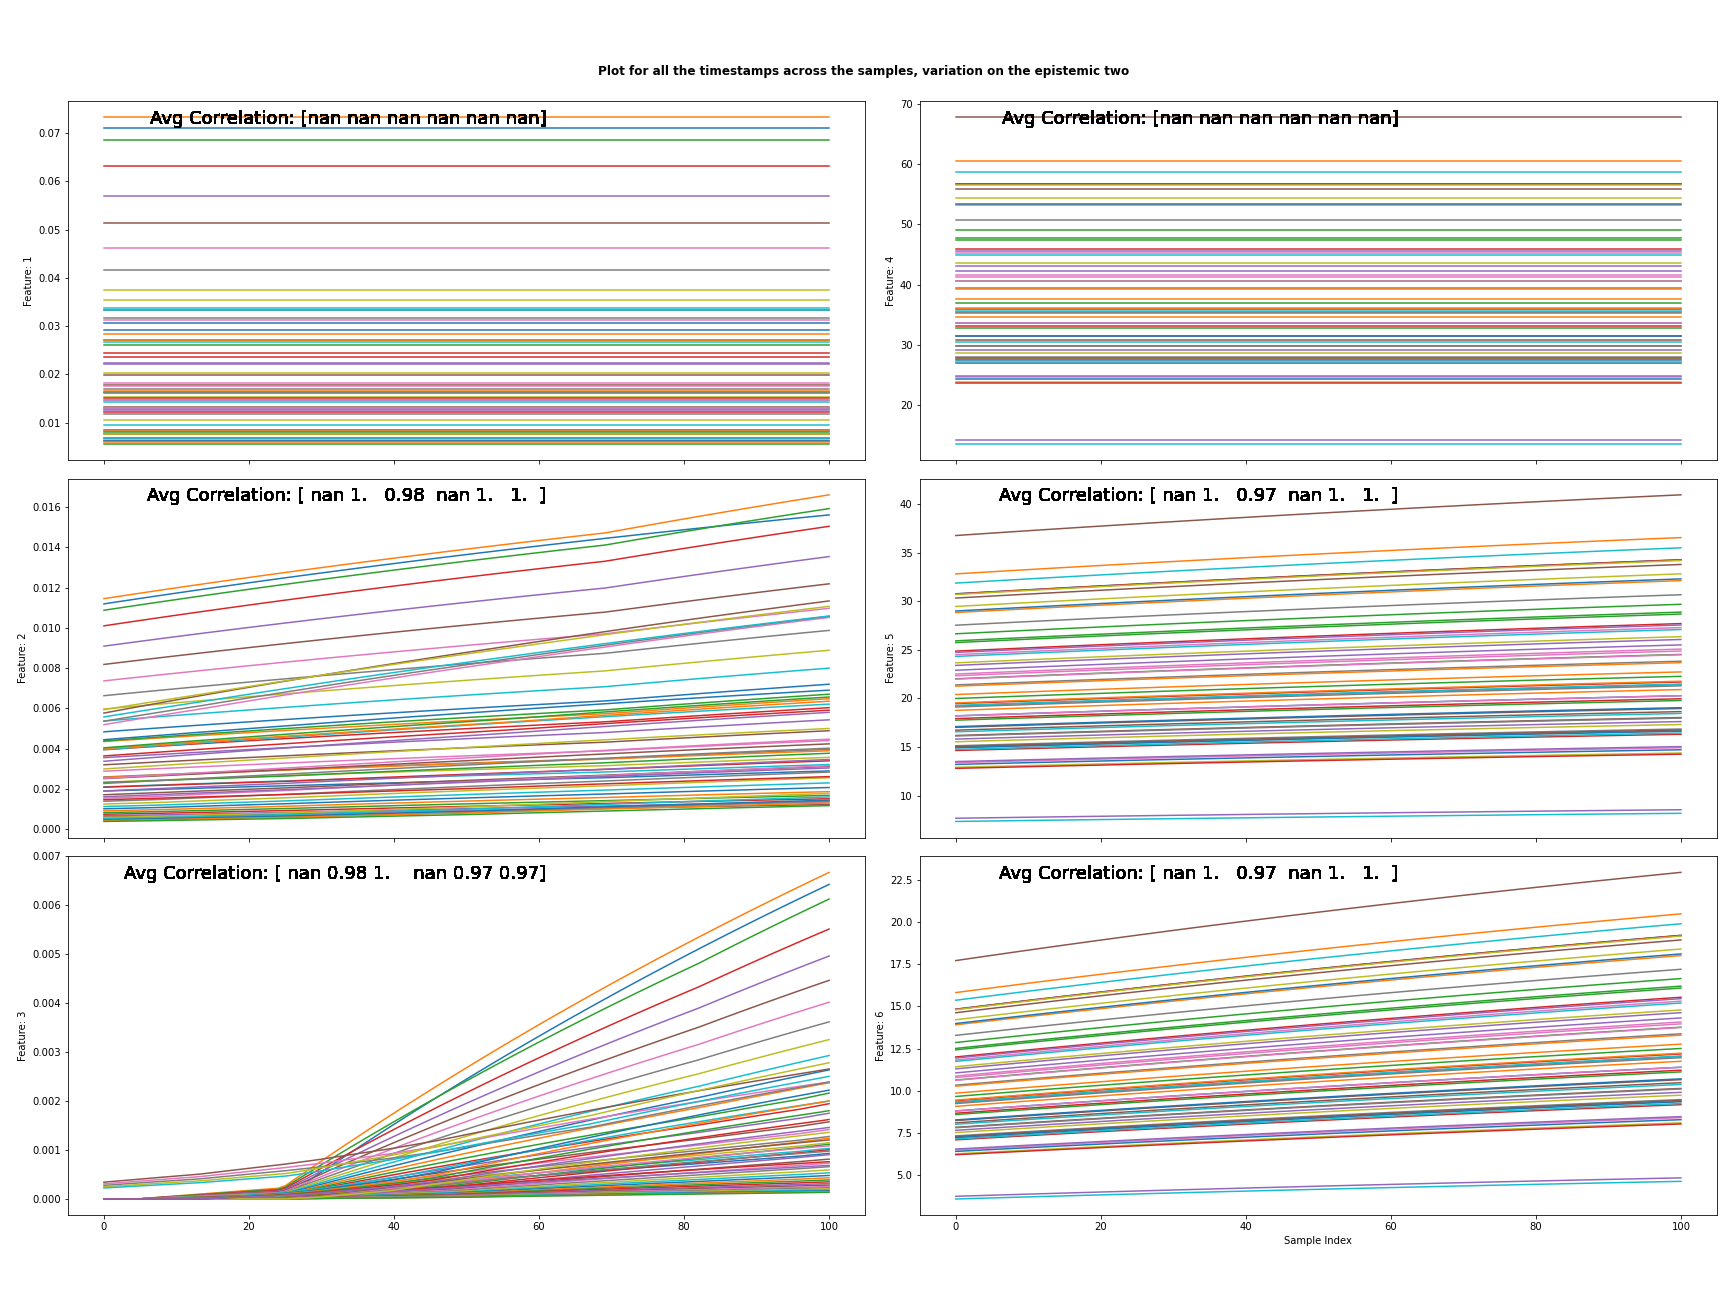 Plot for all the timestamps across the samples, variation on the epistemic two
Avg Correlation: [nan nan nan nan nan nan]
0.07
0.06
0.05
0.04
0.03
0.02
0.01
Feature: 1
Avg Correlation: [nan nan nan nan nan nan]
70
60
50
40
30
20
Feature: 4
Avg Correlation: [ nan 1.   0.98  nan 1.   1.  ]
0.016
0.014
0.012
0.010
0.008
0.006
0.004
0.002
0.000
Feature: 2
Avg Correlation: [ nan 1.   0.97  nan 1.   1.  ]
40
35
30
25
20
15
10
Feature: 5
Avg Correlation: [ nan 0.98 1.    nan 0.97 0.97]
0.007
0.006
0.005
0.004
0.003
0.002
0.001
0.000
Feature: 3
0 20 40 60 80 100
Avg Correlation: [ nan 1.   0.97  nan 1.   1.  ]
22.5
20.0
17.5
15.0
12.5
10.0
7.5
5.0
Feature: 6
0 20 40 60 80 100
Sample Index